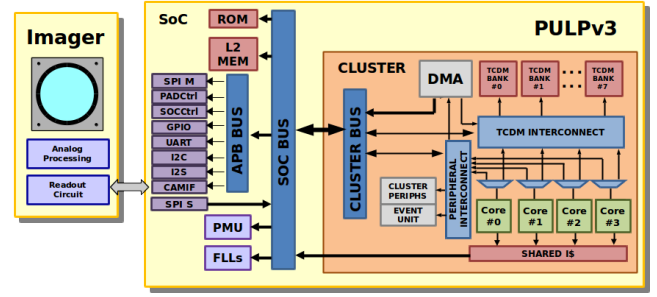 Imager
Analog
Processing
Readout
Circuit
SoC
PULPv3
ROM
L2
MEM
SPI M
PADCtrl
SOCCtrl
GPIO
UART
I2C
I2S
CAMIF
SPI S
APB BUS
PMU
FLLs
SOC BUS
CLUSTER
CLUSTER BUS
DMA
TCDM
BANK
#0
TCDM
BANK
#1
TCDM
BANK
#7
TCDM INTERCONNECT
PERIPHERAL
INTERCONNECT
CLUSTER
PERIPHS
EVENT
UNIT
Core
#0
Core
#1
Core
#2
Core
#3
SHARED I$